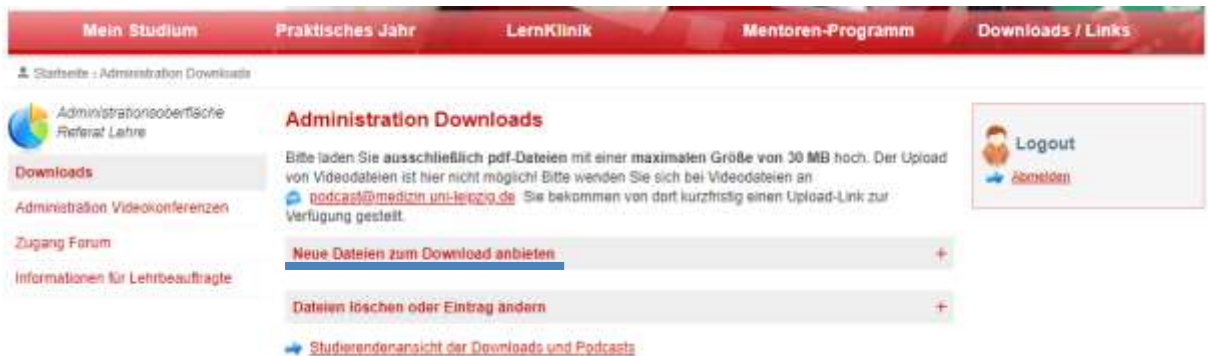 Mein Studium Praktisches Jahr LernKlinik Mentoren-Programm Downloads / Links
Startseite : Administration Downloads
Administrationsoberfläche
Referat Lehre
Downloads
Administration Videokonferenzen
Zugang Forum
Informationen für Lehrbeauftragte
Administration Downloads
Bitte laden Sie ausschließlich pdf-Dateien mit einer maximalen Größe von 30 MB hoch. Der Upload
von Videodateien ist hier nicht möglich! Bitte wenden Sie sich bei Videodateien an
podcast@medizin.uni-leipzig.de Sie bekommen von dort kurzfristig einen Upload-Link zur
Verfügung gestellt.
Neue Dateien zum Download anbieten +
Dateien löschen oder Eintrag ändern +
Studierendenansicht der Downloads und Podcasts
Logout
Abmelden